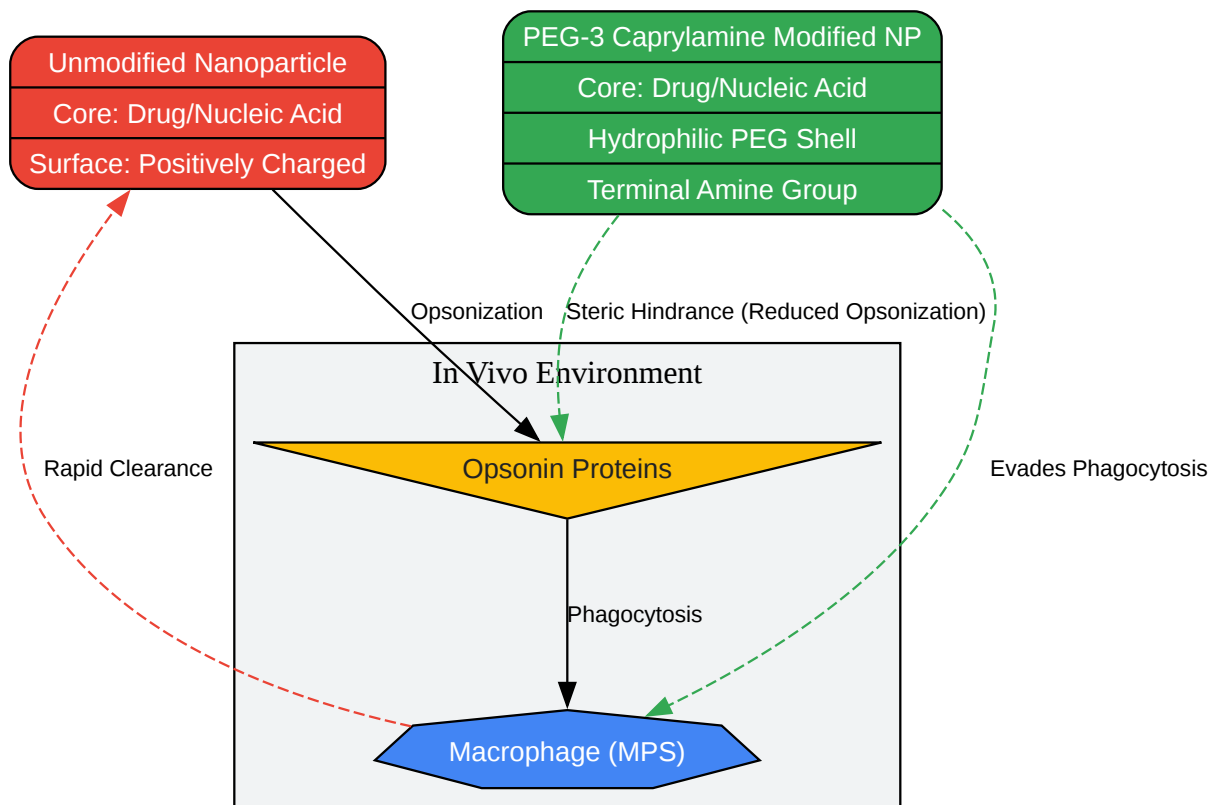 Unmodified Nanoparticle
Core: Drug/Nucleic Acid
Surface: Positively Charged
PEG-3 Caprylamine Modified NP
Core: Drug/Nucleic Acid
Hydrophilic PEG Shell
Terminal Amine Group
Opsonization
Steric Hindrance (Reduced Opsonization)
In Vivo Environment
Opsonin Proteins
Rapid Clearance
Evades Phagocytosis
Phagocytosis
Macrophage (MPS)